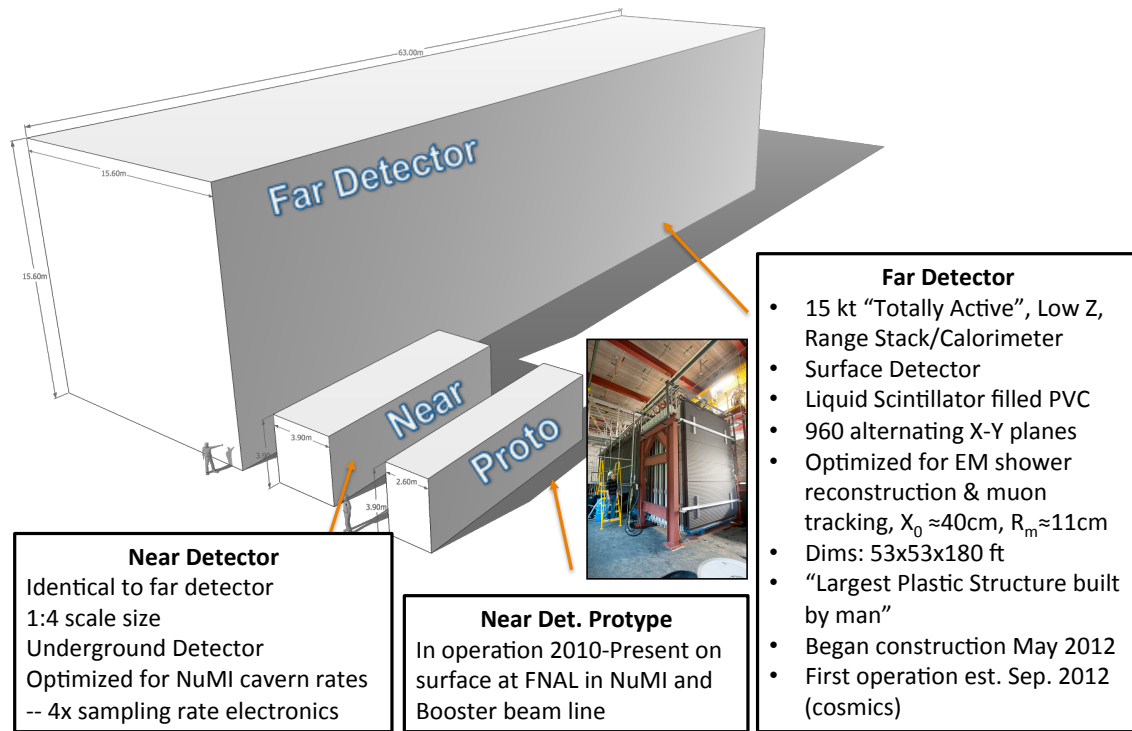 63.00m
15.60m
15.60m
Far Detector
Near
3.90m
Proto
2.60m
3.90m
Far Detector
• 15 kt “Totally Active”, Low Z,
Range Stack/Calorimeter
• Surface Detector
• Liquid Scintillator filled PVC
• 960 alternating X-Y planes
• Optimized for EM shower
reconstruction & muon
tracking, X₀ ≈40cm, Rₘ≈11cm
• Dims: 53x53x180 ft
• “Largest Plastic Structure built
by man”
• Began construction May 2012
• First operation est. Sep. 2012
(cosmics)
Near Detector
Identical to far detector
1:4 scale size
Underground Detector
Optimized for NuMI cavern rates
-- 4x sampling rate electronics
Near Det. Protype
In operation 2010-Present on
surface at FNAL in NuMI and
Booster beam line